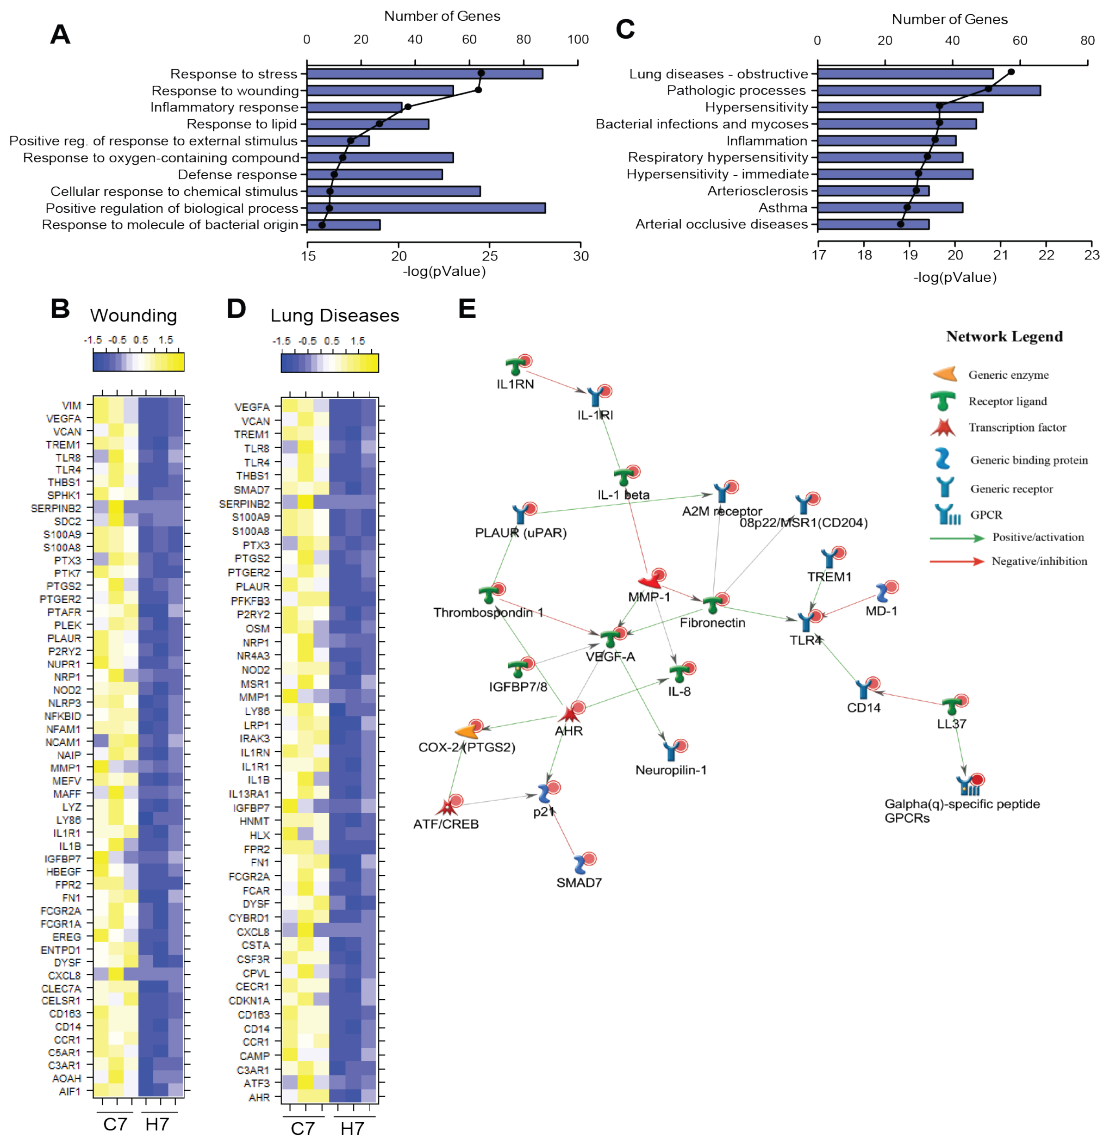 A
Number of Genes
0 20 40 60 80 100
Response to stress
Response to wounding
Inflammatory response
Response to lipid
Positive reg. of response to external stimulus
Response to oxygen-containing compound
Defense response
Cellular response to chemical stimulus
Positive regulation of biological process
Response to molecule of bacterial origin
15 20 25 30
-log(pValue)
C
Number of Genes
0 20 40 60 80
Lung diseases - obstructive
Pathologic processes
Hypersensitivity
Bacterial infections and mycoses
Inflammation
Respiratory hypersensitivity
Hypersensitivity - immediate
Arteriosclerosis
Asthma
Arterial occlusive diseases
17 18 19 20 21 22 23
-log(pValue)
B
Wounding
-1.5 -0.5 0.5 1.5
VIM
VEGFA
VCAN
TREM1
TLR8
TLR4
THBS1
SPHK1
SERPINB2
SDC2
S100A9
S100A8
PTX3
PTK7
PTGS2
PTGER2
PTAFR
PLEK
PLAUR
P2RY2
NUPR1
NRP1
NOD2
NLRP3
NFKBID
NFAM1
NCAM1
NAIP
MMP1
MEFV
MAFF
LYZ
LY86
IL1R1
IL1B
IGFBP7
HBEGF
FPR2
FN1
FCGR2A
FCGR1A
EREG
ENTPD1
DYSF
CXCL8
CLEC7A
CELSR1
CD163
CD14
CCR1
C5AR1
C3AR1
AOAH
AIF1
C7 H7
D
Lung Diseases
-1.5 -0.5 0.5 1.5
VEGFA
VCAN
TREM1
TLR8
TLR4
THBS1
SMAD7
SERPINB2
S100A9
S100A8
PTX3
PTGS2
PTGER2
PLAUR
PFKFB3
P2RY2
OSM
NRP1
NR4A3
NOD2
MSR1
MMP1
LY86
LRP1
IRAK3
IL1RN
IL1R1
IL1B
IL13RA1
IGFBP7
HNMT
HLX
FPR2
FN1
FCGR2A
FCAR
DYSF
CYBRD1
CXCL8
CSTA
CSF3R
CPVL
CECR1
CDKN1A
CD163
CD14
CCR1
CAMP
C3AR1
ATF3
AHR
C7 H7
E
IL1RN
IL-1RI
IL-1 beta
A2M receptor
PLAUR (uPAR)
08p22/MSR1(CD204)
TREM1
MMP-1
MD-1
Thrombospondin 1
Fibronectin
TLR4
VEGF-A
IGFBP7/8
IL-8
CD14
LL37
AHR
COX-2 (PTGS2)
Neuropilin-1
Galpha(q)-specific peptide
GPCRs
p21
ATF/CREB
SMAD7
Network Legend
Generic enzyme
Receptor ligand
Transcription factor
Generic binding protein
Generic receptor
GPCR
Positive/activation
Negative/inhibition